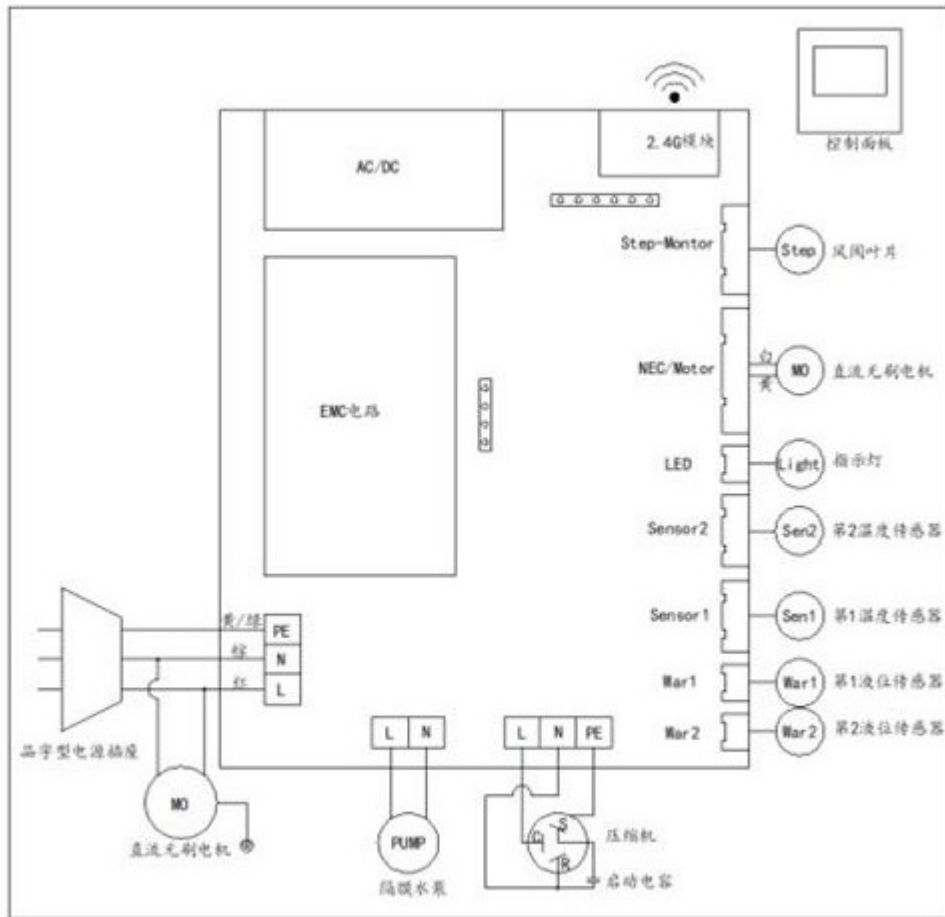 控制面板
2.4G模块
AC/DC
Step-Montor
Step
风阀叶片
白
NEC/Motor
MO
直流无刷电机
黄
EMC电路
LED
Light
指示灯
Sensor2
Sen2
第2温度传感器
黄/绿
PE
Sensor1
Sen1
第1温度传感器
棕
N
红
L
War1
War1
第1液位传感器
L
N
L
N
PE
War2
War2
第2液位传感器
品字型电源插座
MO
直流无刷电机
PUMP
隔膜水泵
C
S
R
压缩机
启动电容